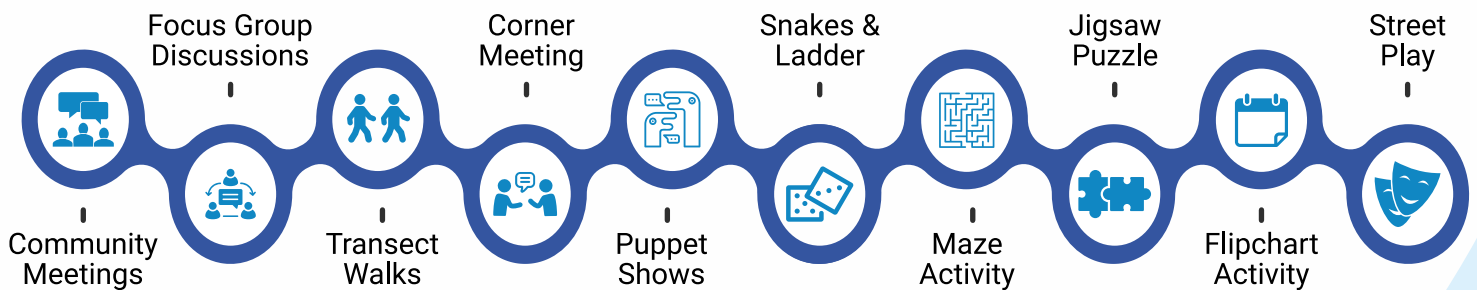 Focus Group
Discussions
Corner
Meeting
Snakes &
Ladder
Jigsaw
Puzzle
Street
Play
Community
Meetings
Transect
Walks
Puppet
Shows
Maze
Activity
Flipchart
Activity